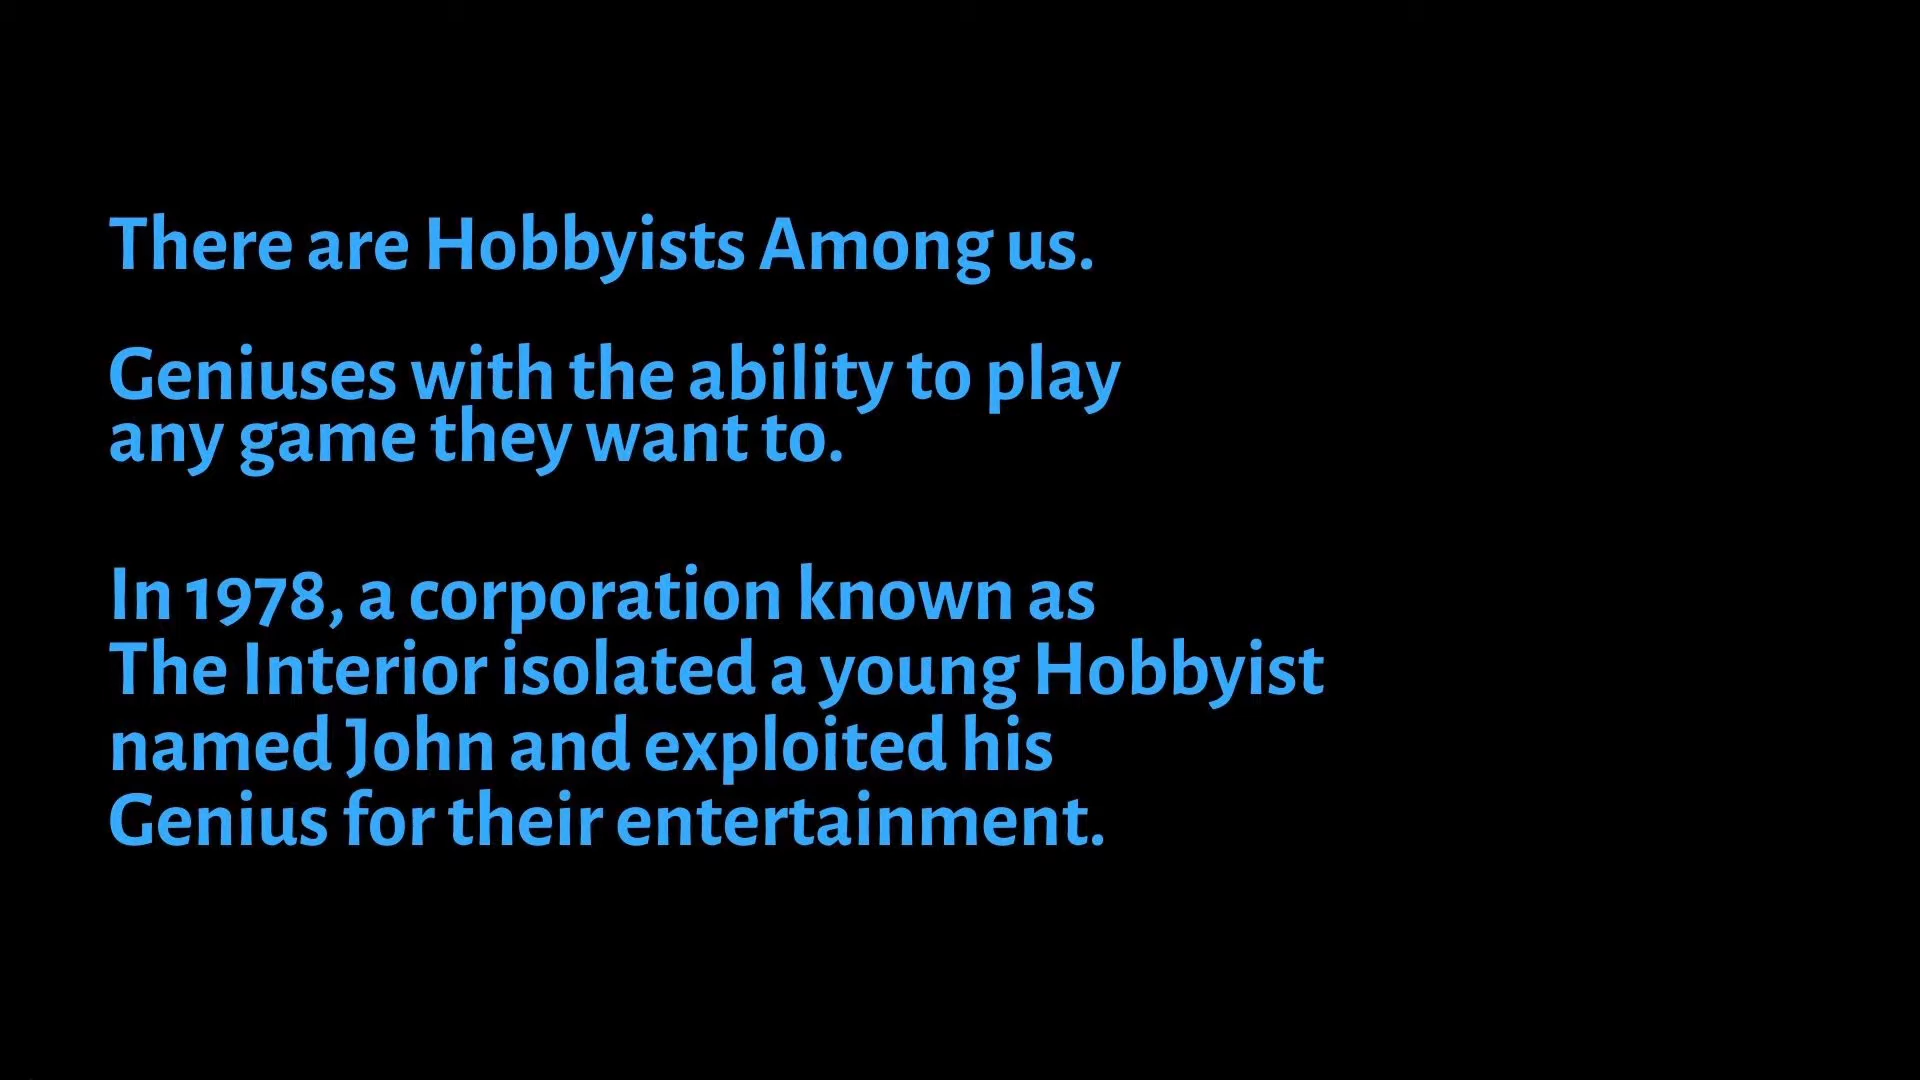 There are Hobbyists Among us.
Geniuses with the ability to play
any game they want to.
In 1978, a corporation known as
The Interior isolated a young Hobbyist
named John and exploited his
Genius for their entertainment.